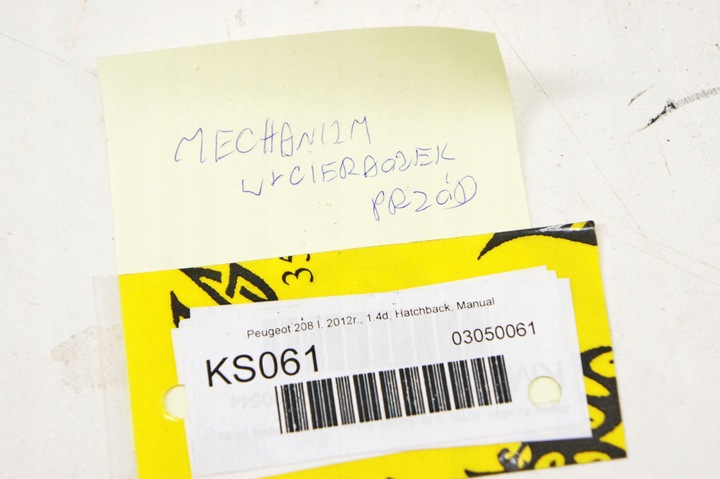 MECHANIZM
WYCIERACZEK
PRZÓD
Peugeot 208 I, 2012r., 1.4d, Hatchback, Manual
KS061
03050061